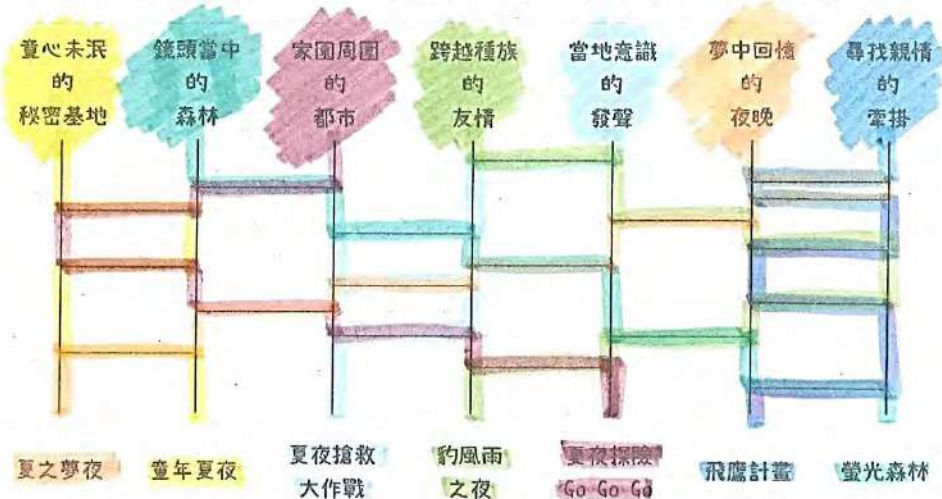 童心未泯
的
秘密基地
鏡頭當中
的
森林
家園周圍
的
都市
跨越種族
的
友情
當地意識
的
發聲
夢中回憶
的
夜晚
尋找親情
的
牽掛
夏之夢夜
童年夏夜
夏夜搶救
大作戰
豹風雨
之夜
夏夜探險
Go Go Go
飛鷹計畫
螢光森林